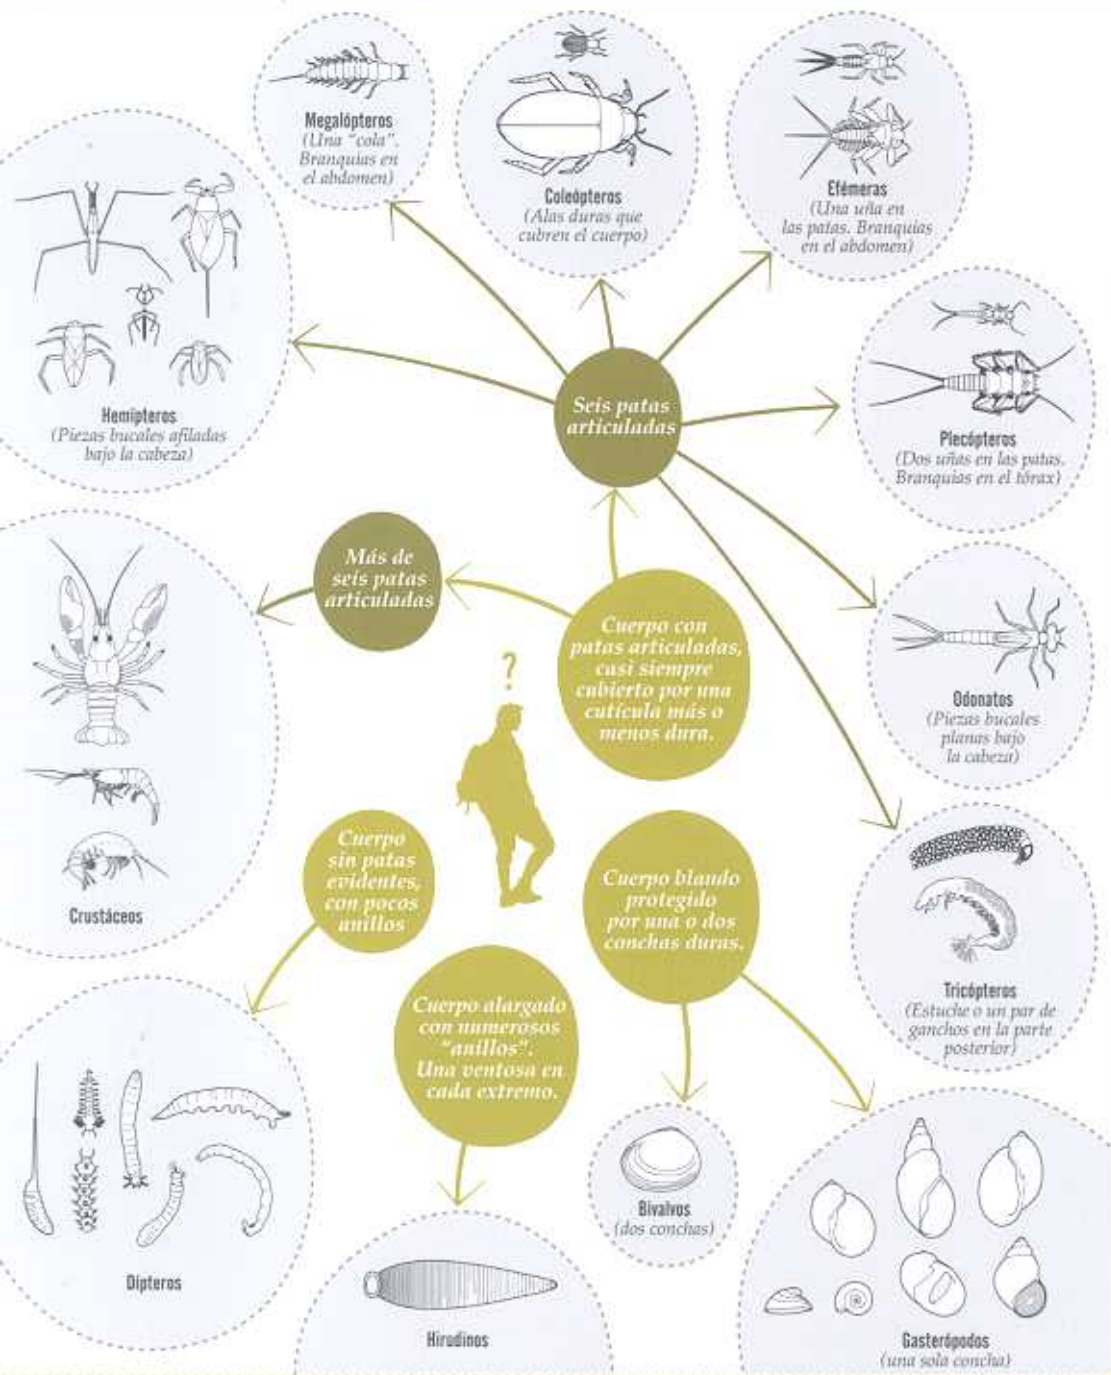 Megalópteros
(Una "cola".
Branquias en
el abdomen)
Coleópteros
(Alas duras que
cubren el cuerpo)
Efémeras
(Una uña en
las patas. Branquias
en el abdomen)
Hemípteros
(Piezas bucales afiladas
bajo la cabeza)
Seis patas
articuladas
Plecópteros
(Dos uñas en las patas.
Branquias en el tórax)
Más de
seis patas
articuladas
Cuerpo con
patas articuladas,
casi siempre
cubierto por una
cutícula más o
menos dura.
Odonatos
(Piezas bucales
planas bajo
la cabeza)
?
Crustáceos
Cuerpo
sin patas
evidentes,
con pocos
anillos
Cuerpo blando
protegido
por una o dos
conchas duras.
Tricópteros
(Estuche o un par de
ganchos en la parte
posterior)
Cuerpo alargado
con numerosos
"anillos".
Una ventosa en
cada extremo.
Dípteros
Hirudinos
Bivalvos
(dos conchas)
Gasterópodos
(una sola concha)